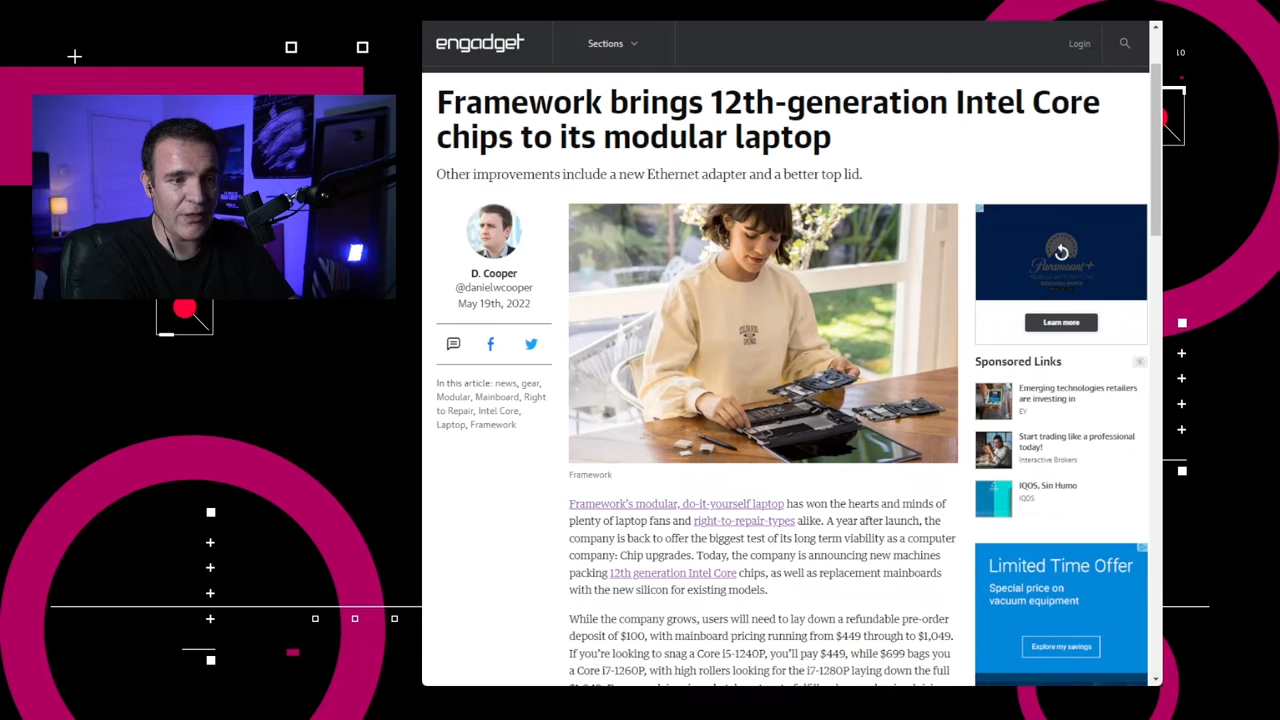 engadget
Sections
Login
Framework brings 12th-generation Intel Core
chips to its modular laptop
Other improvements include a new Ethernet adapter and a better top lid.
D. Cooper
@danielwcooper
May 19th, 2022
In this article: news, gear,
Modular, Mainboard, Right
to Repair, Intel Core,
Laptop, Framework
Framework
Framework's modular, do-it-yourself laptop has won the hearts and minds of
plenty of laptop fans and right-to-repair-types alike. A year after launch, the
company is back to offer the biggest test of its long term viability as a computer
company: Chip upgrades. Today, the company is announcing new machines
packing 12th generation Intel Core chips, as well as replacement mainboards
with the new silicon for existing models.
While the company grows, users will need to lay down a refundable pre-order
deposit of $100, with mainboard pricing running from $449 through to $1,049.
If you're looking to snag a Core i5-1240P, you'll pay $449, while $699 bags you
a Core i7-1260P, with high rollers looking for the i7-1280P laying down the full
Paramount+
Learn more
Sponsored Links
Emerging technologies retailers
are investing in
EY
Start trading like a professional
today!
Interactive Brokers
IQOS, Sin Humo
IQOS
Limited Time Offer
Special price on
vacuum equipment
Explore my savings
10